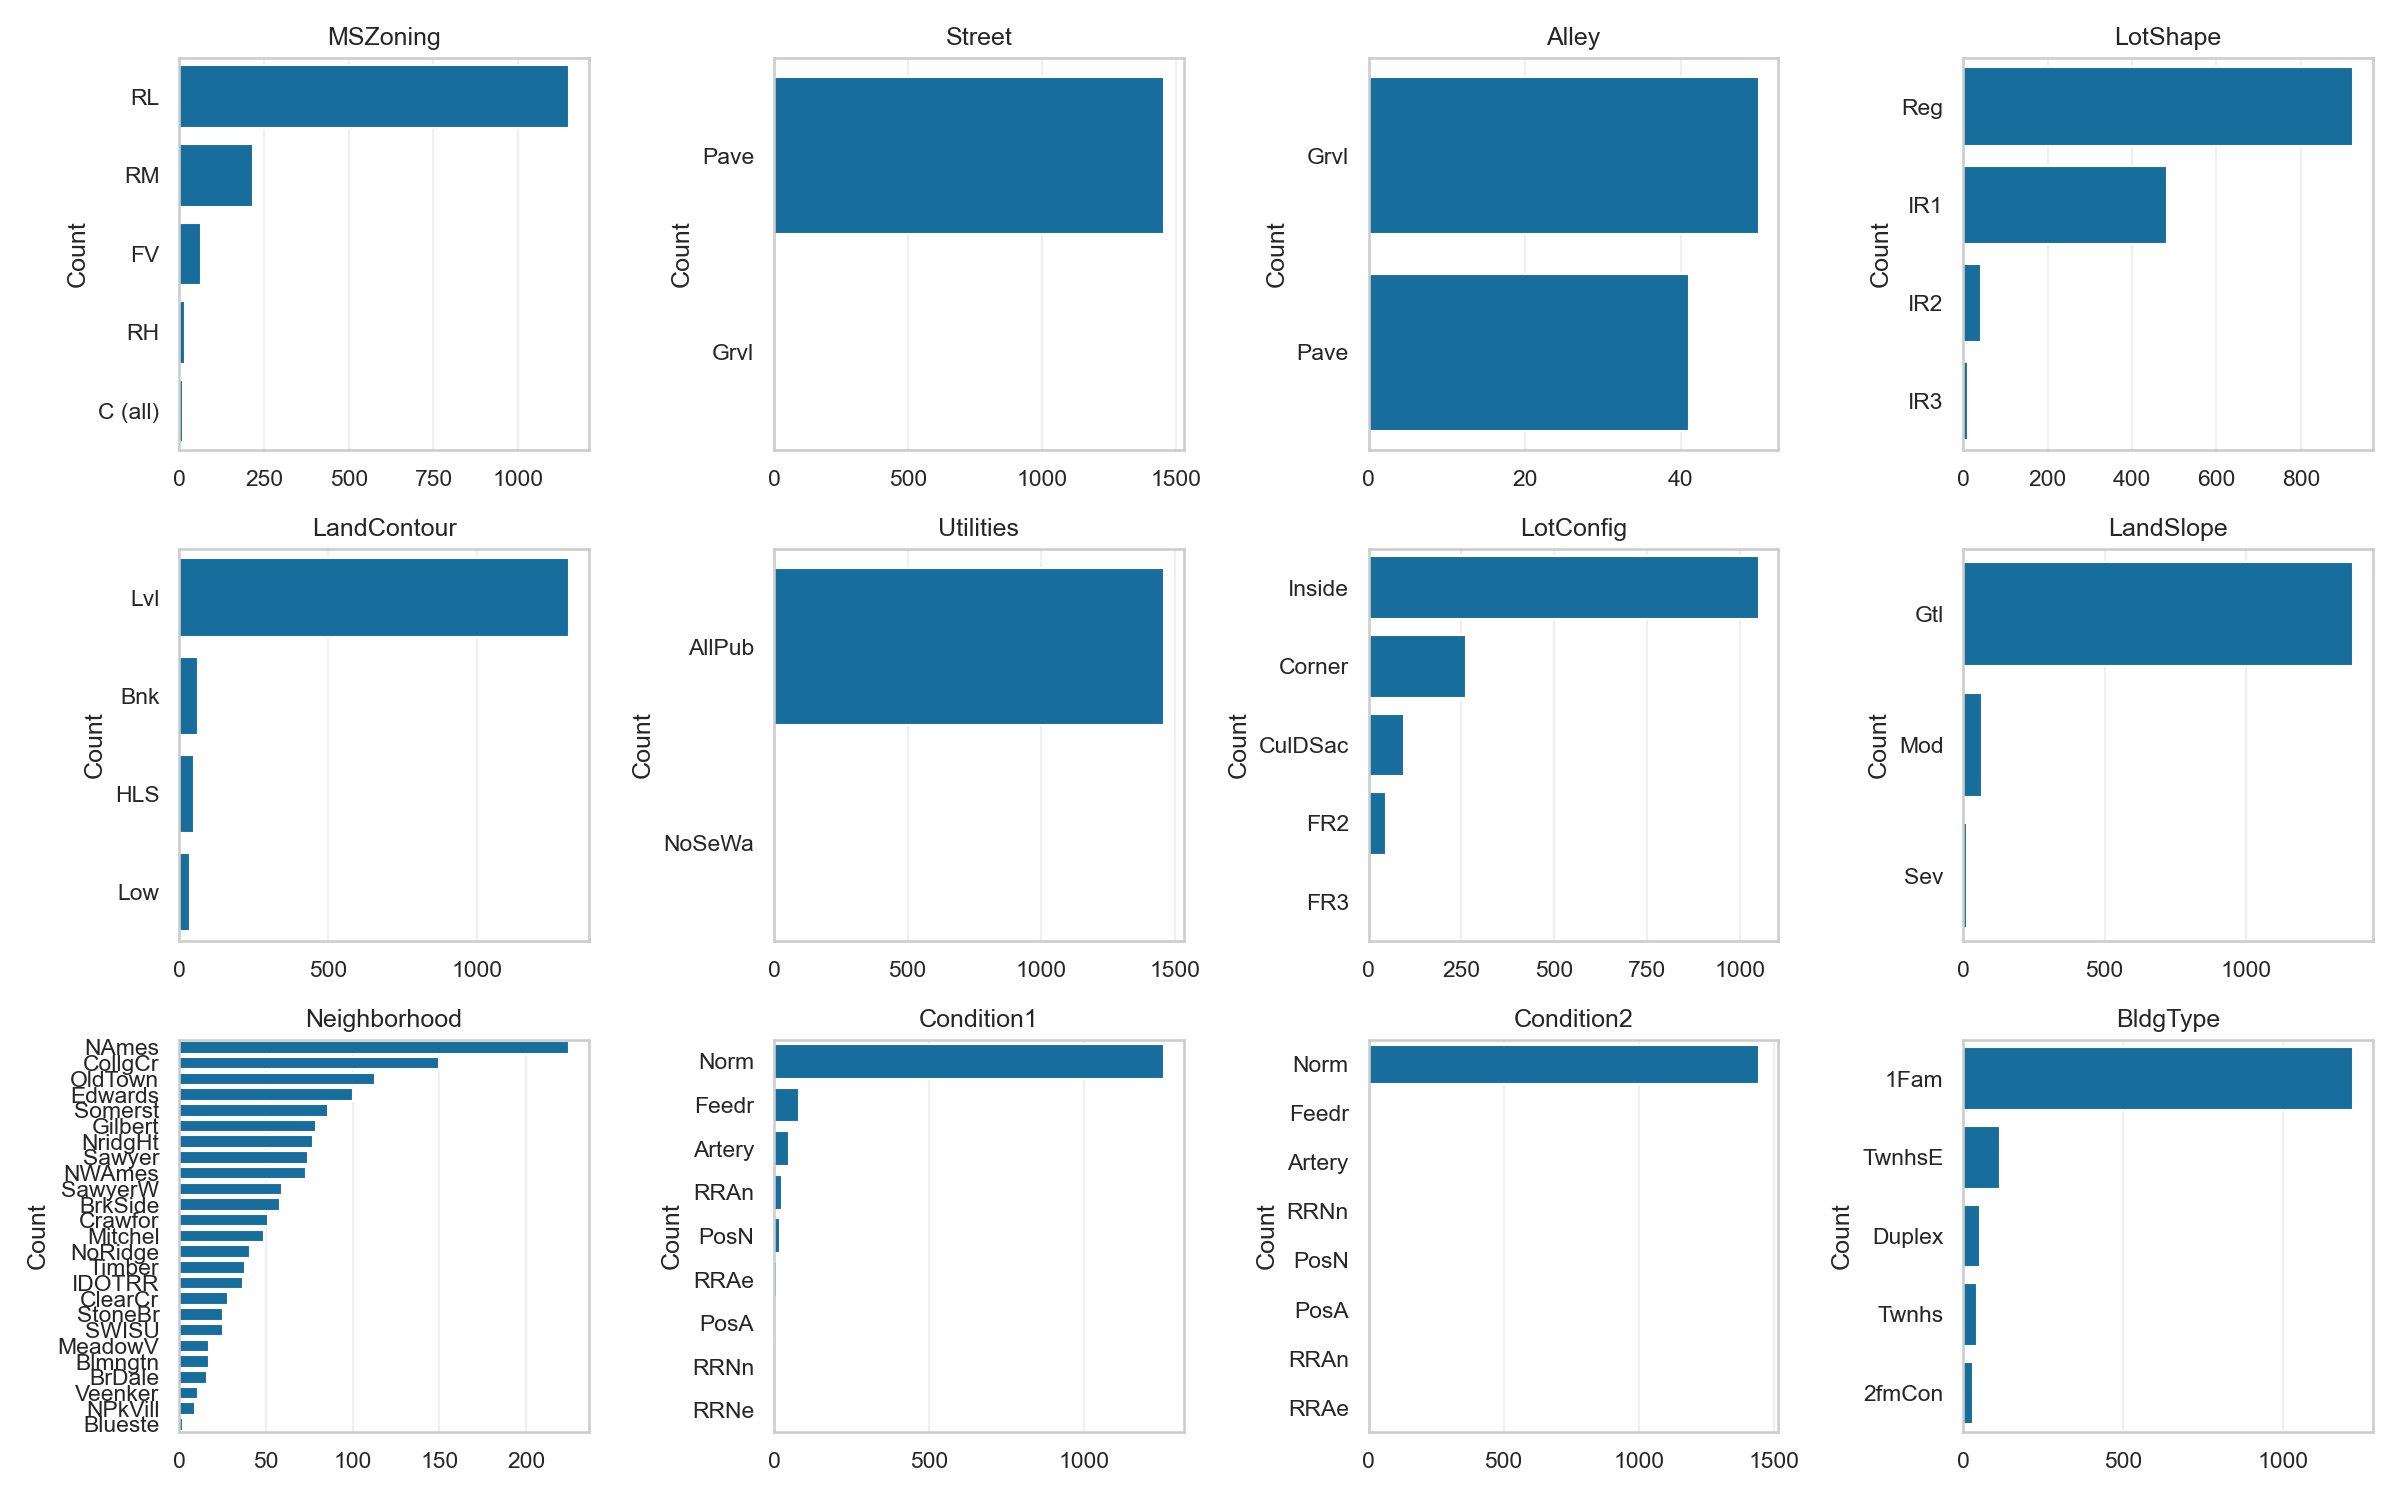 MSZoning
RL
RM
FV
RH
C (all)
Count
0 250 500 750 1000
Street
Pave
Grvl
Count
0 500 1000 1500
Alley
Grvl
Pave
Count
0 20 40
LotShape
Reg
IR1
IR2
IR3
Count
0 200 400 600 800
LandContour
Lvl
Bnk
HLS
Low
Count
0 500 1000
Utilities
AllPub
NoSeWa
Count
0 500 1000 1500
LotConfig
Inside
Corner
CulDSac
FR2
FR3
Count
0 250 500 750 1000
LandSlope
Gtl
Mod
Sev
Count
0 500 1000
Neighborhood
NAmes
CollgCr
OldTown
Edwards
Somerst
Gilbert
NridgHt
Sawyer
NWAmes
SawyerW
BrkSide
Crawfor
Mitchel
NoRidge
Timber
IDOTRR
ClearCr
StoneBr
SWISU
MeadowV
Blmngtn
BrDale
Veenker
NPkVill
Blueste
Count
0 50 100 150 200
Condition1
Norm
Feedr
Artery
RRAn
PosN
RRAe
PosA
RRNn
RRNe
Count
0 500 1000
Condition2
Norm
Feedr
Artery
RRNn
PosN
PosA
RRAn
RRAe
Count
0 500 1000 1500
BldgType
1Fam
TwnhsE
Duplex
Twnhs
2fmCon
Count
0 500 1000